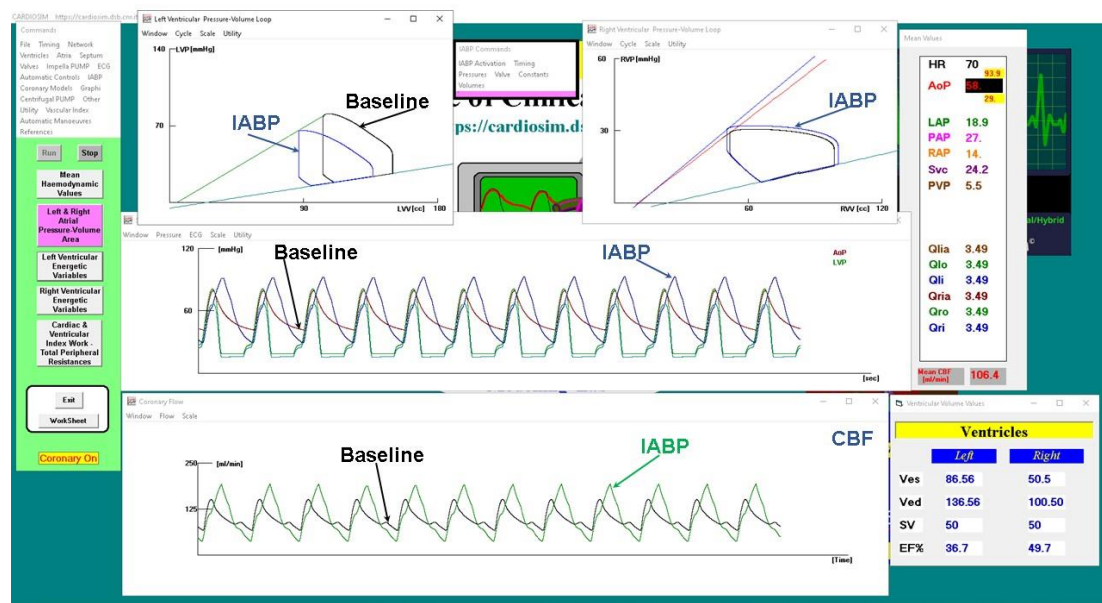 CARDIOSIM https://cardiosim.dsb.cnr.it
Commands
File Timing Network
Ventricles Atria Septum
Valves Impella PUMP ECG
Automatic Controls IABP
Coronary Models Graphi
Centrifugal PUMP Other
Utility Vascular Index
Automatic Manoeuvres
References
Run Stop
Mean
Haemodynamic
Values
Left & Right
Atrial
Pressure-Volume
Area
Left Ventricular
Energetic
Variables
Right Ventricular
Energetic
Variables
Cardiac &
Ventricular
Index Work -
Total Peripheral
Resistances
Exit
WorkSheet
Coronary On
Left Ventricular Pressure-Volume Loop
Window Cycle Scale Utility
140
LVP [mmHg]
Baseline
IABP
70
90
LVV [cc]
180
IABP Commands
IABP Activation Timing
Pressures Valve Constants
Volumes
e of Clinica
ps://cardiosim.ds
Right Ventricular Pressure-Volume Loop
Window Cycle Scale Utility
60
RVP [mmHg]
IABP
30
60
RVV [cc]
120
Mean Values
HR 70
93.9
AoP 58.
29.
LAP 18.9
PAP 27.
RAP 14.
Svc 24.2
PVP 5.5
Qlia 3.49
Qlo 3.49
Qli 3.49
Qria 3.49
Qro 3.49
Qri 3.49
Mean CBF
[ml/min]
106.4
al/Hybrid
Window Pressure ECG Scale Utility
120
[mmHg]
Baseline
IABP
AoP
LVP
60
[sec]
Coronary Flow
Window Flow Scale
CBF
250
[ml/min]
Baseline
IABP
125
[Time]
Ventricular Volume Values
Ventricles
Left Right
Ves 86.56 50.5
Ved 136.56 100.50
SV 50 50
EF% 36.7 49.7